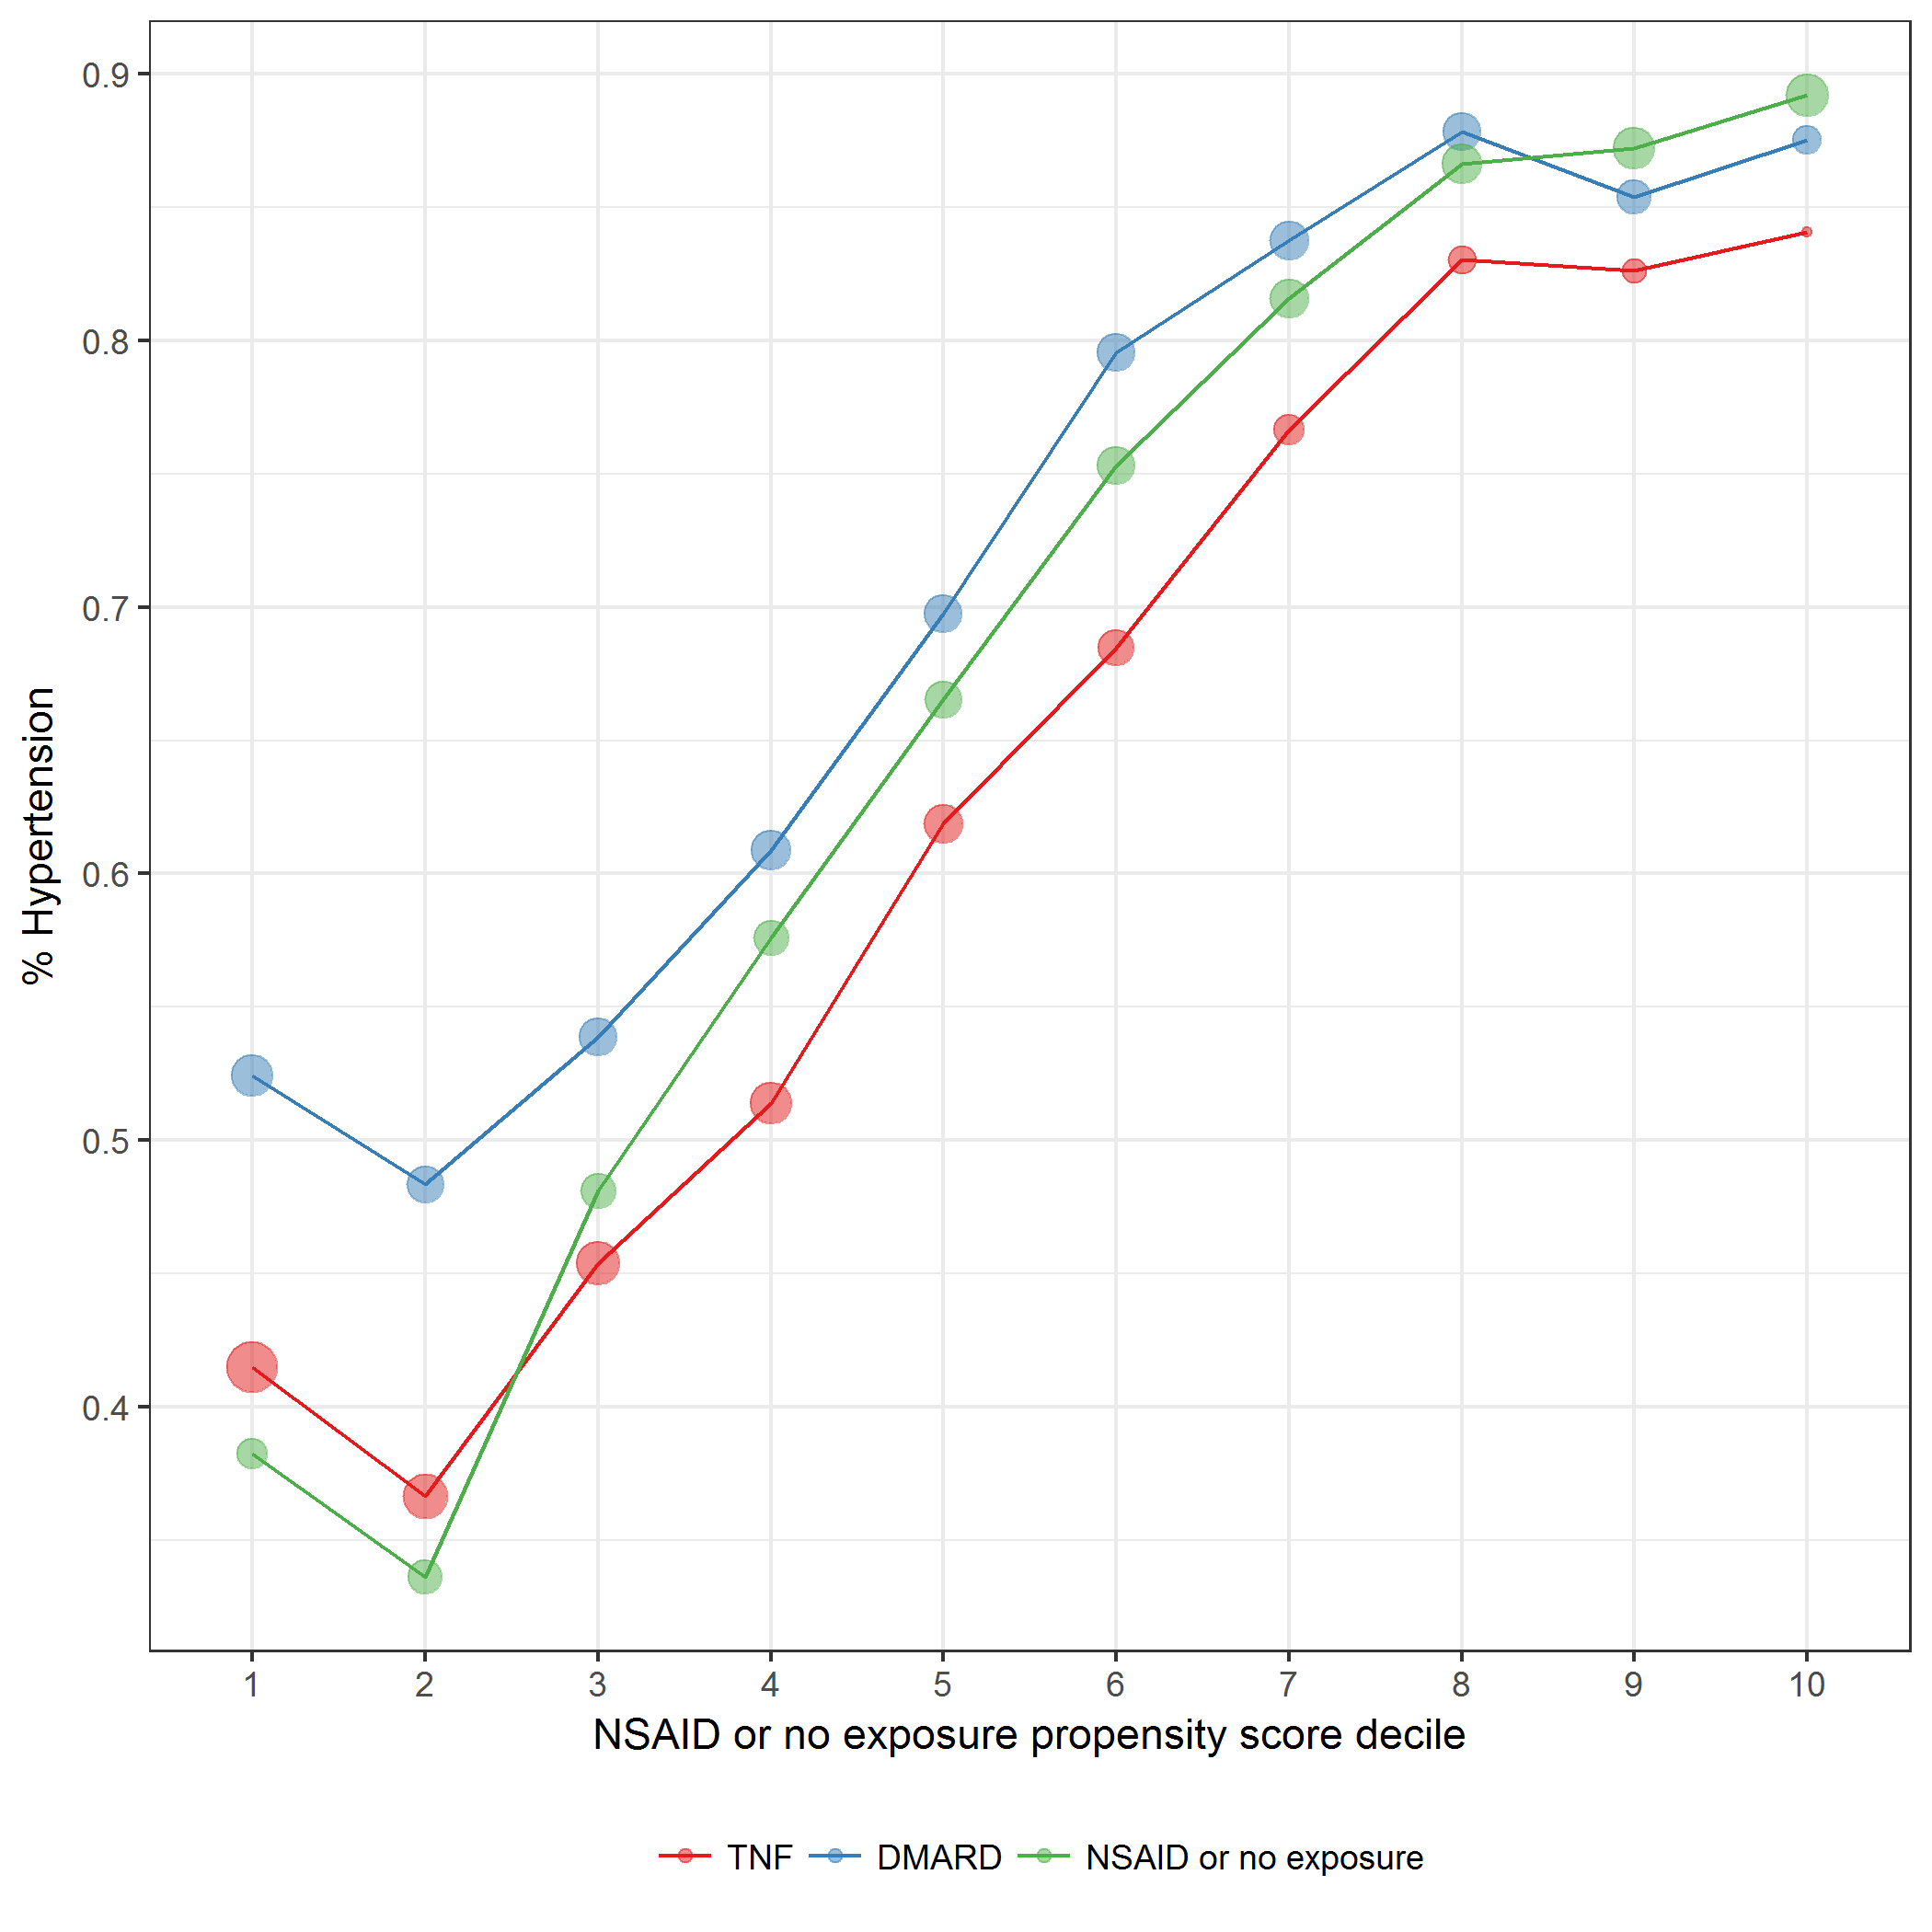 0.9
0.8
0.7
0.6
0.5
0.4
% Hypertension
1 2 3 4 5 6 7 8 9 10
NSAID or no exposure propensity score decile
TNF DMARD NSAID or no exposure